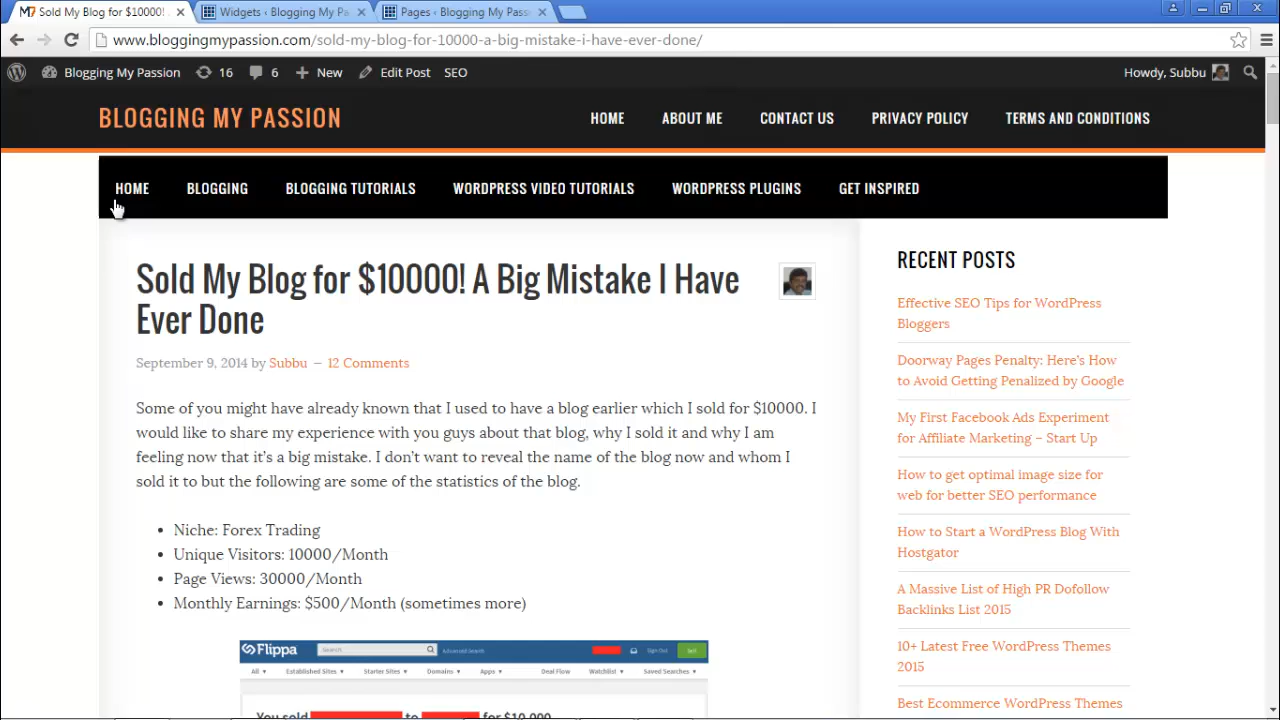 Sold My Blog for $10000!
Widgets ‹ Blogging My Pa
Pages ‹ Blogging My Pass
www.bloggingmypassion.com/sold-my-blog-for-10000-a-big-mistake-i-have-ever-done/
Blogging My Passion 16 6 New Edit Post SEO Howdy, Subbu
BLOGGING MY PASSION
HOME ABOUT ME CONTACT US PRIVACY POLICY TERMS AND CONDITIONS
HOME BLOGGING BLOGGING TUTORIALS WORDPRESS VIDEO TUTORIALS WORDPRESS PLUGINS GET INSPIRED
Sold My Blog for $10000! A Big Mistake I Have
Ever Done
September 9, 2014 by Subbu — 12 Comments
Some of you might have already known that I used to have a blog earlier which I sold for $10000. I
would like to share my experience with you guys about that blog, why I sold it and why I am
feeling now that it's a big mistake. I don't want to reveal the name of the blog now and whom I
sold it to but the following are some of the statistics of the blog.
• Niche: Forex Trading
• Unique Visitors: 10000/Month
• Page Views: 30000/Month
• Monthly Earnings: $500/Month (sometimes more)
Flippa Search Advanced Search Sign Out Sell
All Established Sites Starter Sites Domains Apps Deal Flow Watchlist Saved Searches
You sold to for $10,000
RECENT POSTS
Effective SEO Tips for WordPress
Bloggers
Doorway Pages Penalty: Here's How
to Avoid Getting Penalized by Google
My First Facebook Ads Experiment
for Affiliate Marketing – Start Up
How to get optimal image size for
web for better SEO performance
How to Start a WordPress Blog With
Hostgator
A Massive List of High PR Dofollow
Backlinks List 2015
10+ Latest Free WordPress Themes
2015
Best Ecommerce WordPress Themes